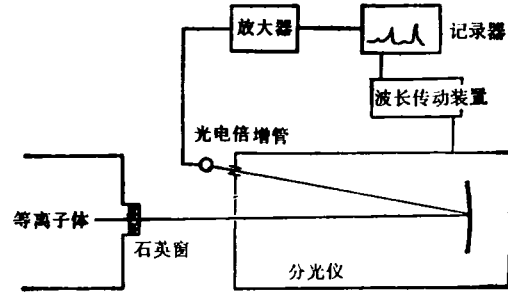 放大器
记录器
波长传动装置
光电倍增管
等离子体
石英窗
分光仪